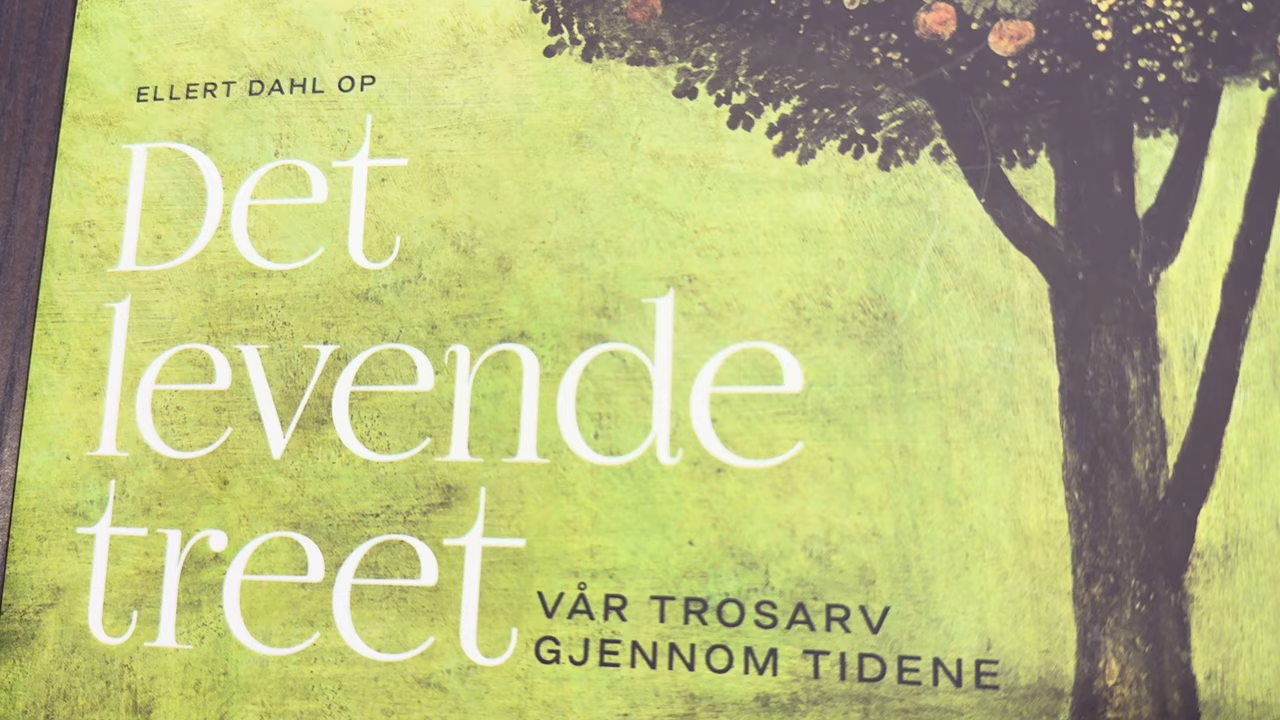 ELLERT DAHL OP
Det
levende
treet
VÅR TROSARV
GJENNOM TIDENE